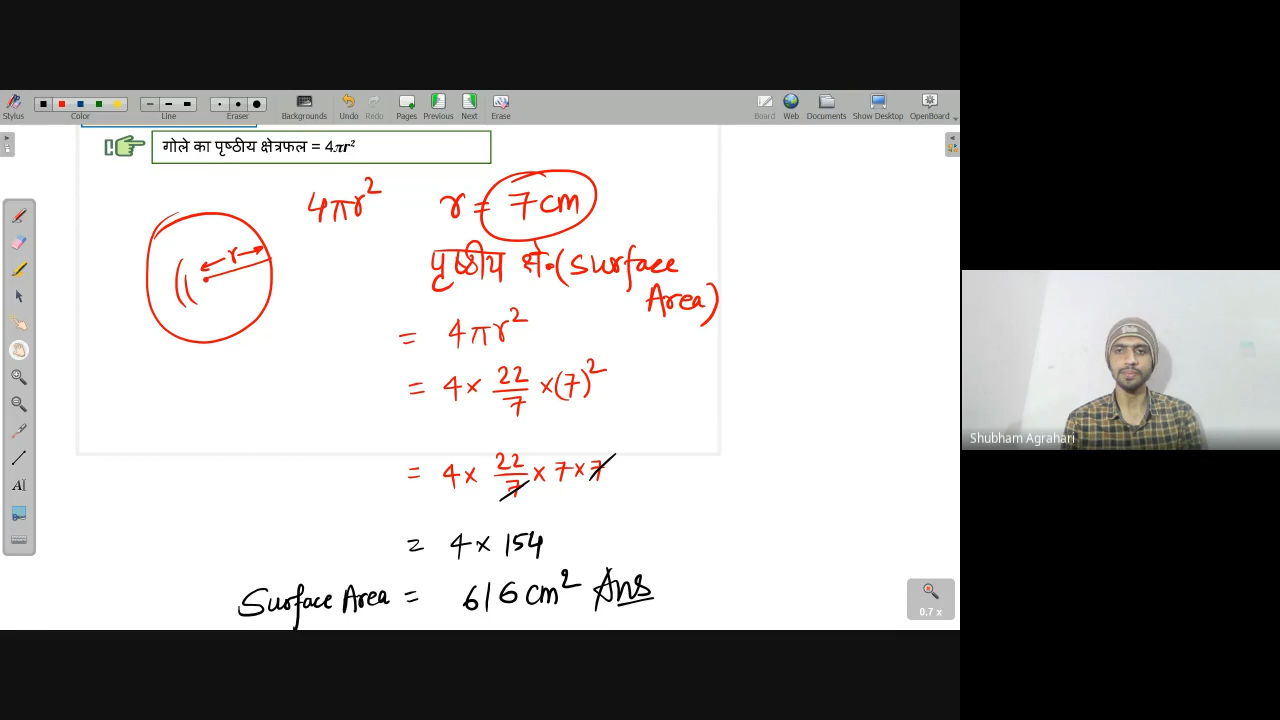 Stylus
Color
Line
Eraser
Backgrounds
Undo
Redo
Pages
Previous
Next
Erase
Board
Web
Documents
Show Desktop
OpenBoard
गोले का पृष्ठीय क्षेत्रफल = 4πr²
4πr² r = 7cm
r
पृष्ठीय क्षे॰ (Surface
Area)
= 4πr²
= 4 × 22/7 × (7)²
= 4 × 22/7 × 7 × 7
= 4 × 154
Surface Area = 616 cm² Ans
Shubham Agrahari
0.7 x